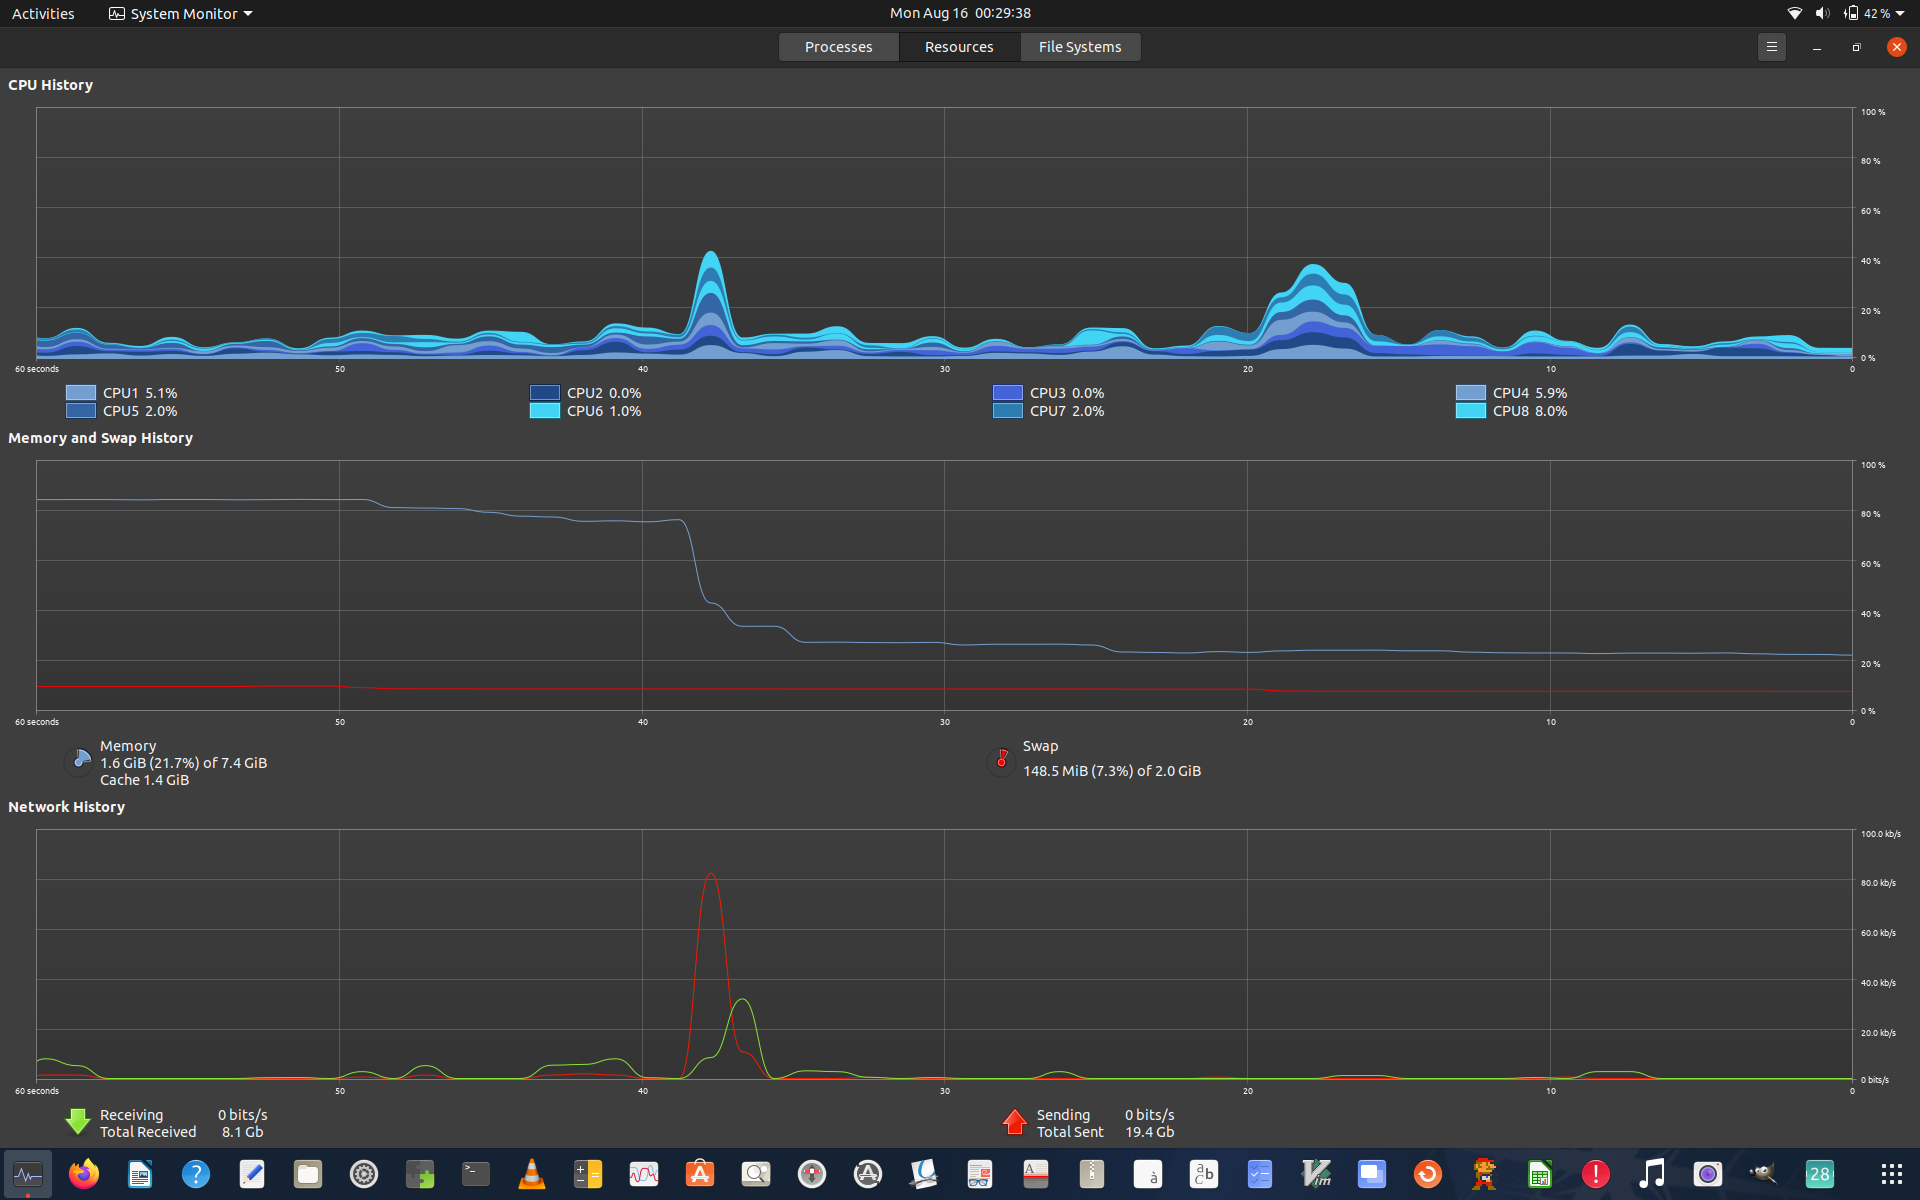 Activities System Monitor Mon Aug 16 00:29:38 42 %
Processes Resources File Systems
CPU History
100 %
80 %
60 %
40 %
20 %
0 %
60 seconds 50 40 30 20 10 0
CPU1 5.1% CPU2 0.0% CPU3 0.0% CPU4 5.9%
CPU5 2.0% CPU6 1.0% CPU7 2.0% CPU8 8.0%
Memory and Swap History
100 %
80 %
60 %
40 %
20 %
0 %
60 seconds 50 40 30 20 10 0
Memory
1.6 GiB (21.7%) of 7.4 GiB
Cache 1.4 GiB
Swap
148.5 MiB (7.3%) of 2.0 GiB
Network History
100.0 kb/s
80.0 kb/s
60.0 kb/s
40.0 kb/s
20.0 kb/s
0 bits/s
60 seconds 50 40 30 20 10 0
Receiving 0 bits/s
Total Received 8.1 Gb
Sending 0 bits/s
Total Sent 19.4 Gb
? >_ A A à a b c Vim ! 28